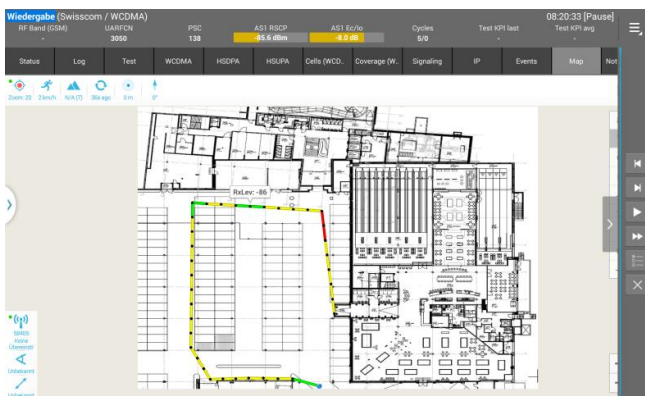 Wiedergabe (Swisscom / WCDMA)
08:20:33 [Pause]
RF Band (GSM) UARFCN PSC AS1 RSCP AS1 Ec/Io Cycles Test KPI last Test KPI avg
- 3050 138 -85.6 dBm -8.0 dB 5/0 - -
Status Log Test WCDMA HSDPA HSUPA Cells (WCD.. Coverage (W.. Signaling IP Events Map Not
Zoom: 20 2 km/h N/A (7) 36s ago 0 m 0°
RxLev: -86
Keine
Unbekannt
Unbekannt